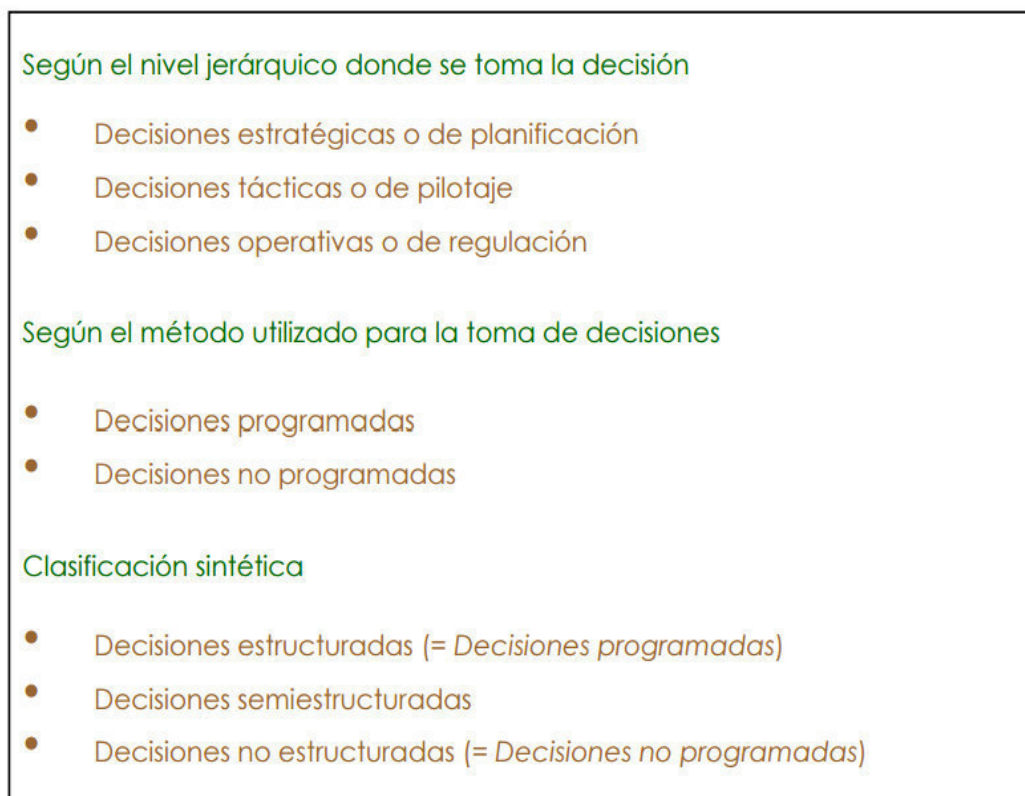 Según el nivel jerárquico donde se toma la decisión
• Decisiones estratégicas o de planificación
• Decisiones tácticas o de pilotaje
• Decisiones operativas o de regulación
Según el método utilizado para la toma de decisiones
• Decisiones programadas
• Decisiones no programadas
Clasificación sintética
• Decisiones estructuradas (= Decisiones programadas)
• Decisiones semiestructuradas
• Decisiones no estructuradas (= Decisiones no programadas)